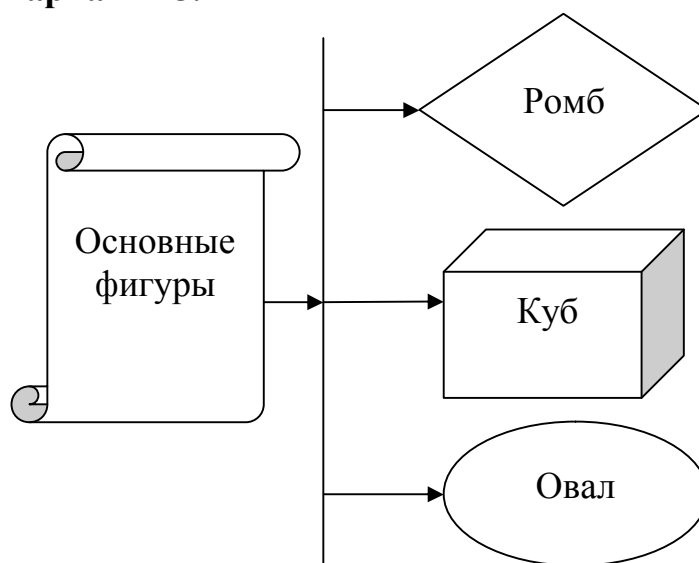 Ромб
Основные
фигуры
Куб
Овал